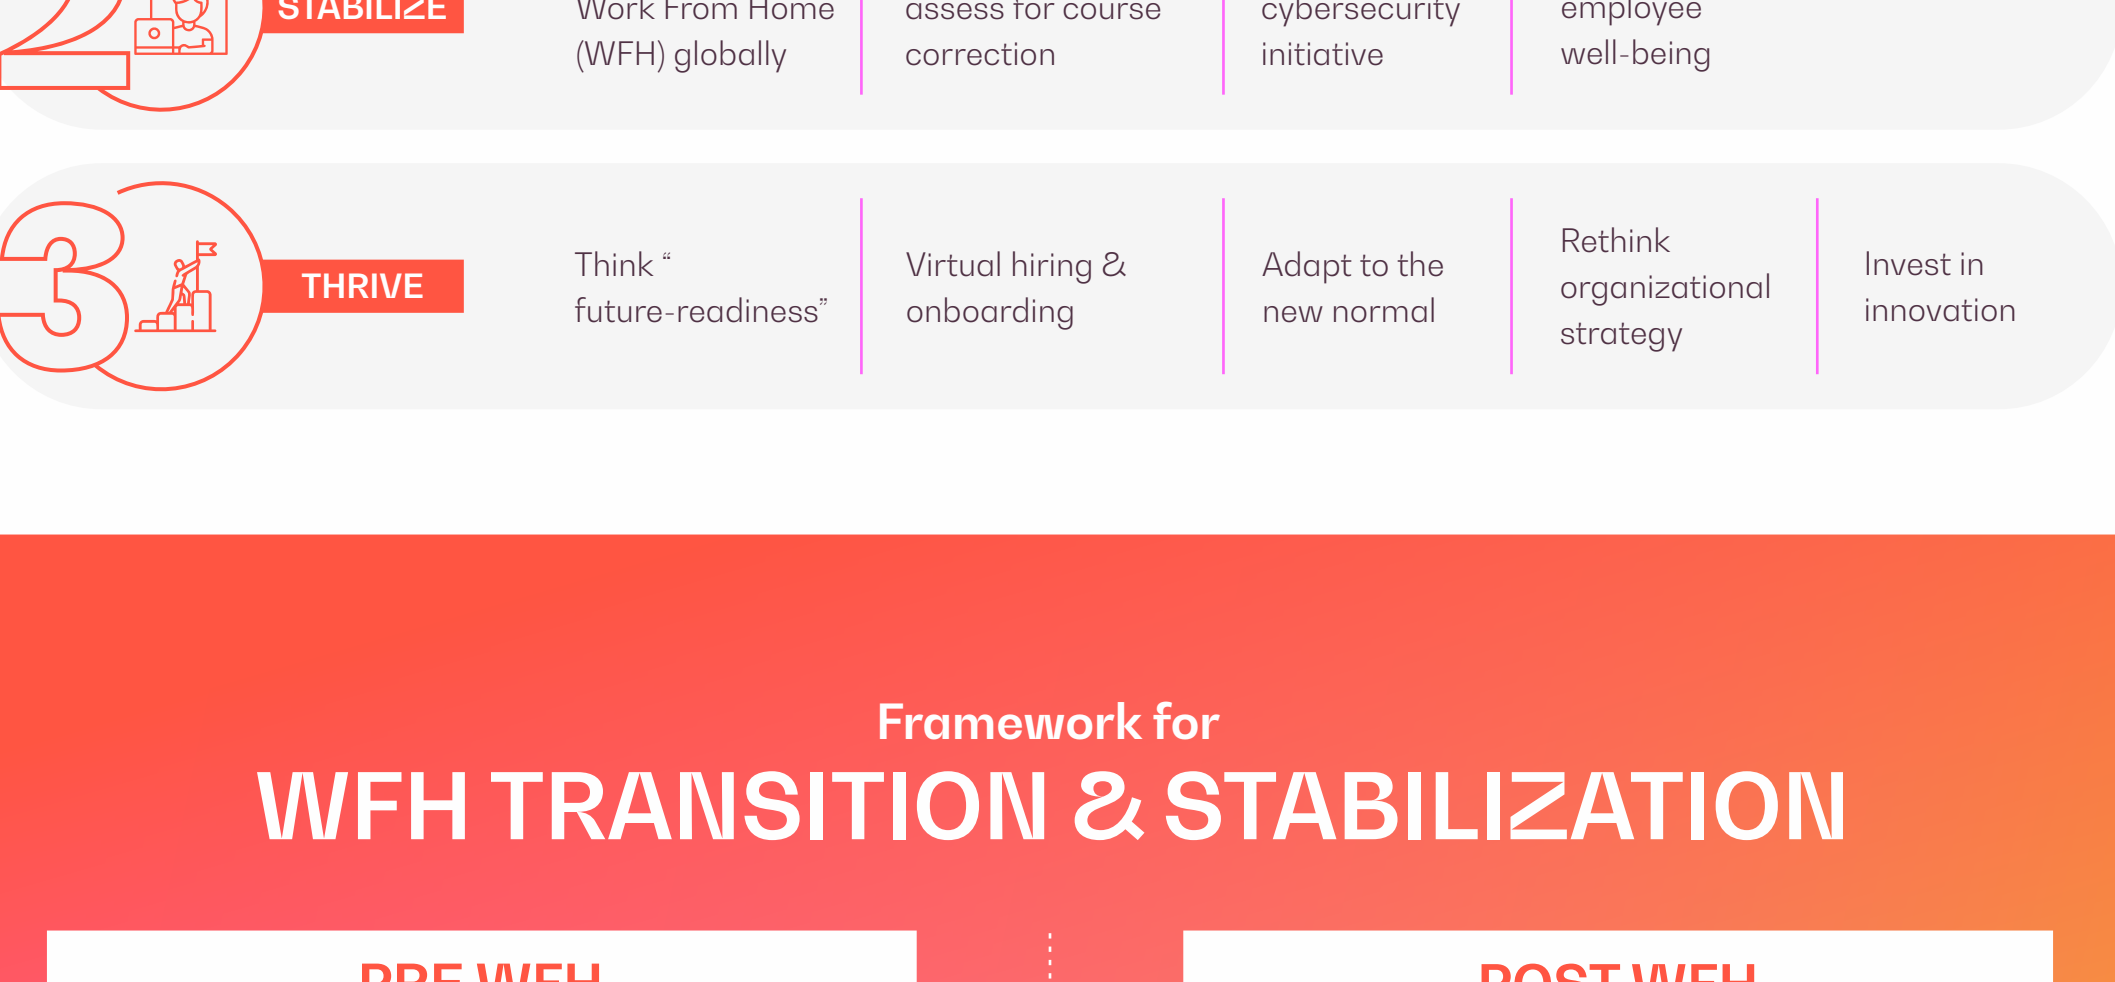 2
STABILIZE
Work From Home
(WFH) globally
assess for course
correction
cybersecurity
initiative
employee
well-being
3
THRIVE
Think “
future-readiness”
Virtual hiring &
onboarding
Adapt to the
new normal
Rethink
organizational
strategy
Invest in
innovation
Framework for
WFH TRANSITION & STABILIZATION
PRE WFH
POST WFH